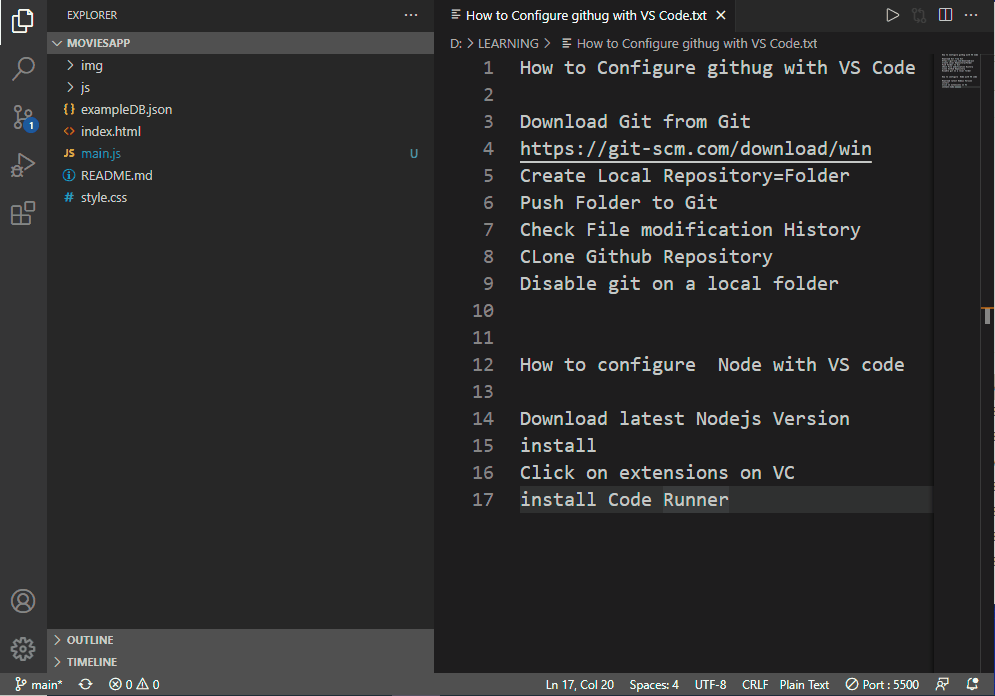 EXPLORER
MOVIESAPP
img
js
{} exampleDB.json
<> index.html
JS main.js U
README.md
# style.css
OUTLINE
TIMELINE
1
How to Configure githug with VS Code.txt
D: > LEARNING > How to Configure githug with VS Code.txt
1 How to Configure githug with VS Code
2
3 Download Git from Git
4 https://git-scm.com/download/win
5 Create Local Repository=Folder
6 Push Folder to Git
7 Check File modification History
8 CLone Github Repository
9 Disable git on a local folder
10
11
12 How to configure  Node with VS code
13
14 Download latest Nodejs Version
15 install
16 Click on extensions on VC
17 install Code Runner
main* 0 0 Ln 17, Col 20 Spaces: 4 UTF-8 CRLF Plain Text Port : 5500